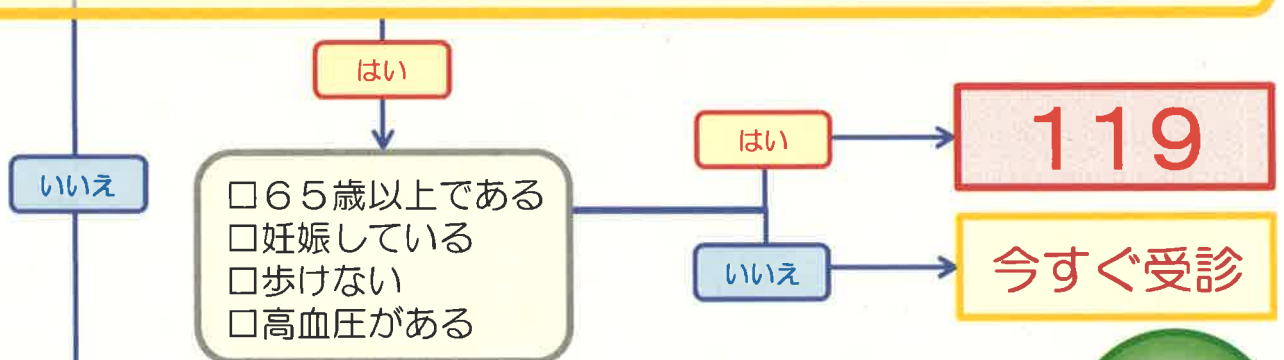 はい
いいえ
□６５歳以上である
□妊娠している
□歩けない
□高血圧がある
はい
１１９
いいえ
今すぐ受診